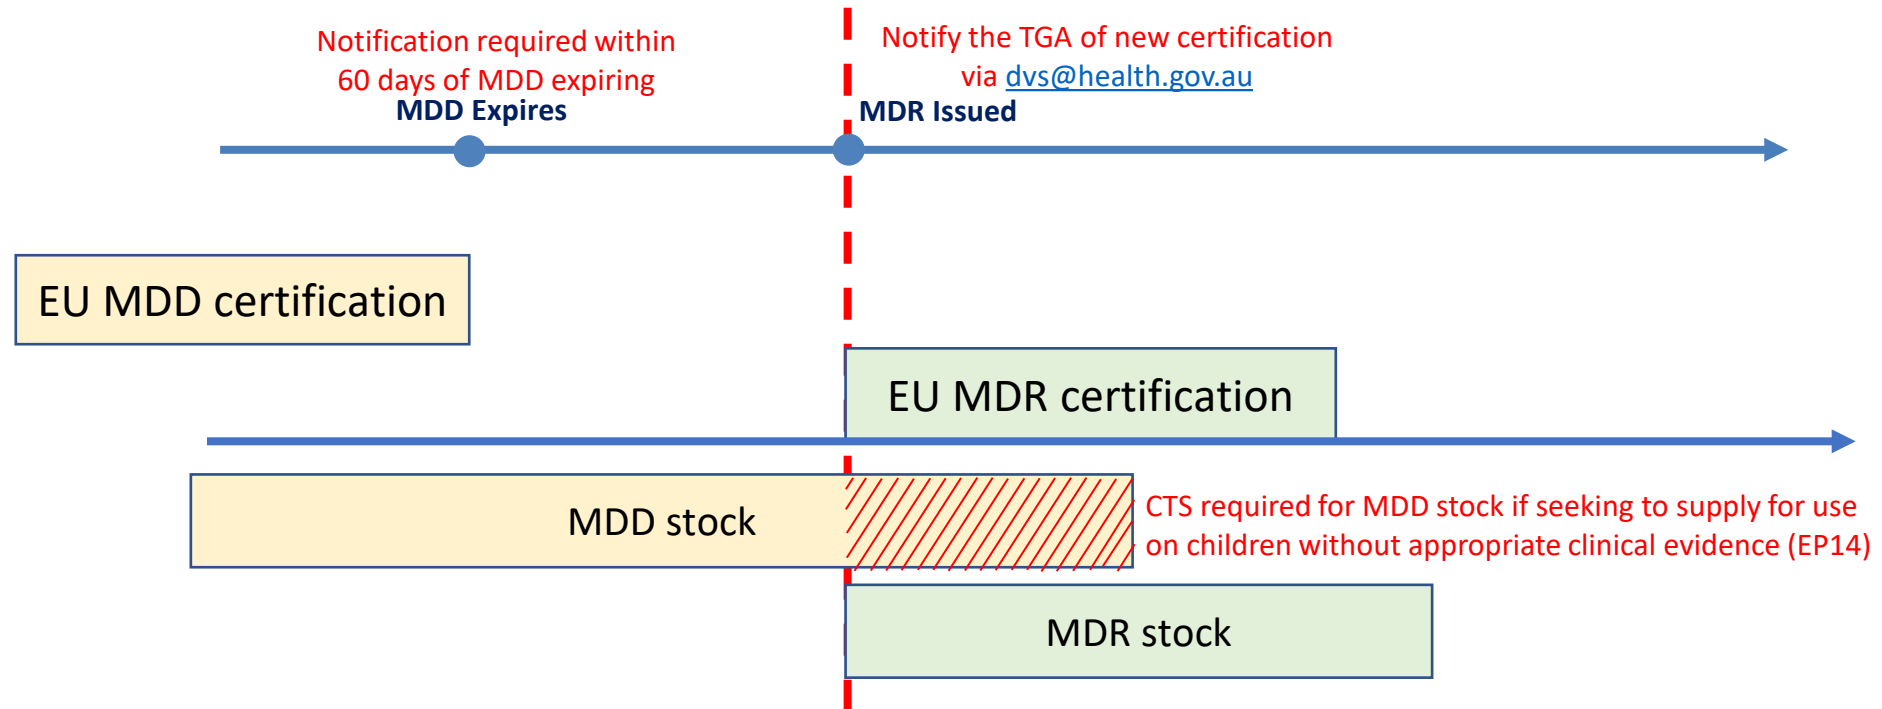 Notification required within
60 days of MDD expiring
MDD Expires
Notify the TGA of new certification
via dvs@health.gov.au
MDR Issued
EU MDD certification
EU MDR certification
MDD stock
CTS required for MDD stock if seeking to supply for use
on children without appropriate clinical evidence (EP14)
MDR stock